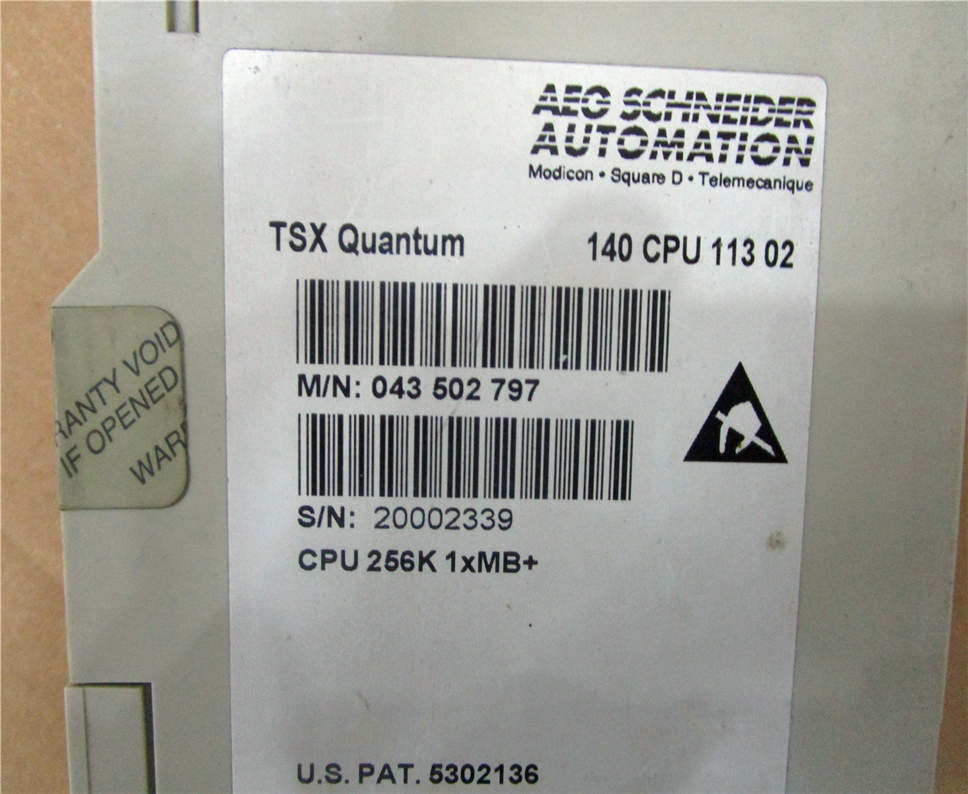 AEG SCHNEIDER
AUTOMATION
Modicon • Square D • Telemecanique
TSX Quantum 140 CPU 113 02
M/N: 043 502 797
S/N: 20002339
CPU 256K 1xMB+
U.S. PAT. 5302136
RANTY VOID
IF OPENED
WARR